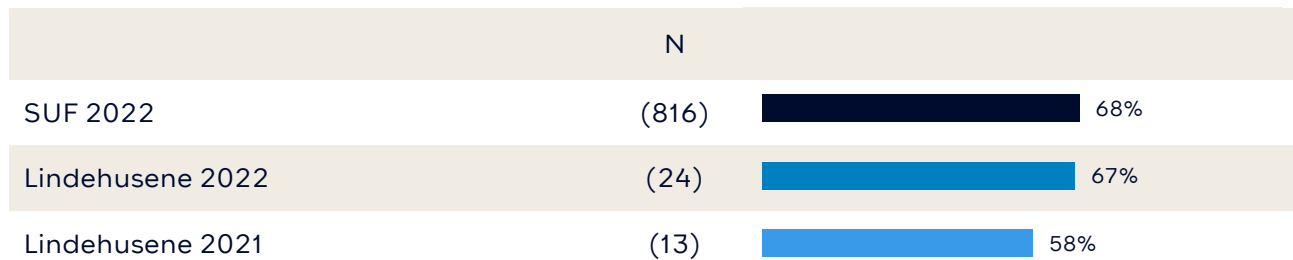 N
SUF 2022 (816) 68%
Lindehusene 2022 (24) 67%
Lindehusene 2021 (13) 58%